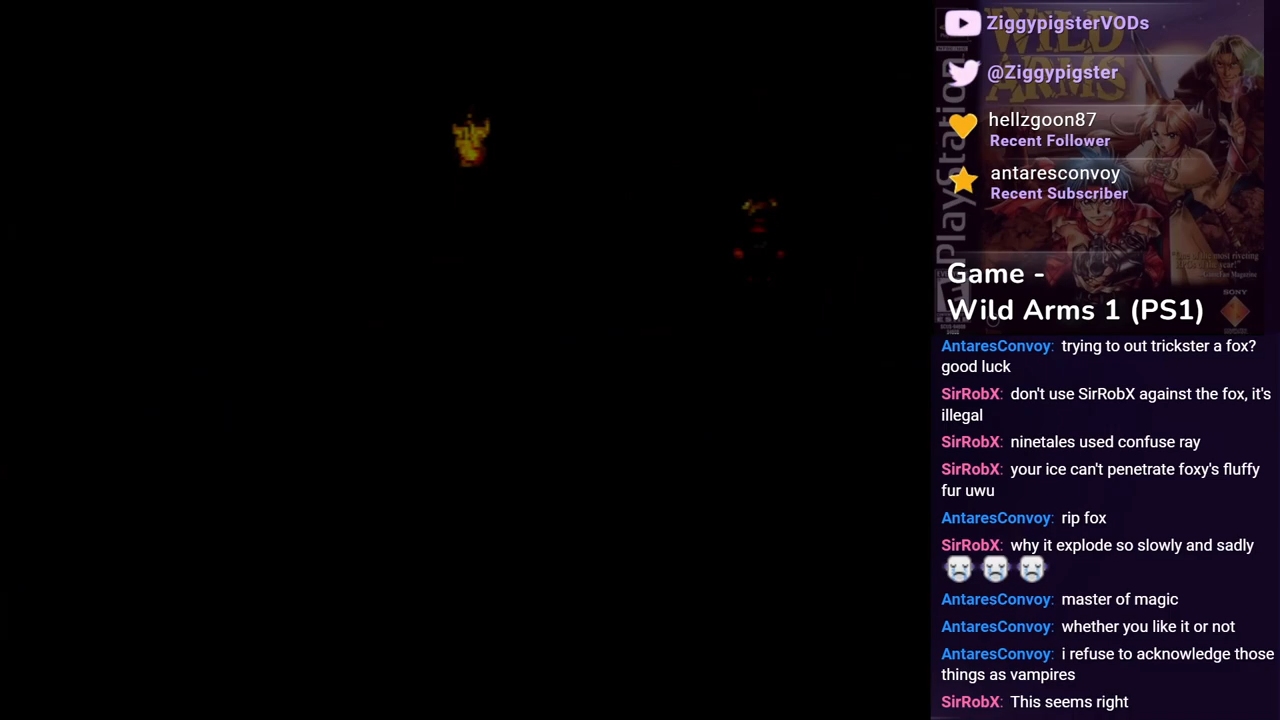 ZiggypigsterVODs
@Ziggypigster
hellzgoon87
Recent Follower
antaresconvoy
Recent Subscriber
WILD
ARMS
PlayStation
Game -
Wild Arms 1 (PS1)
SONY
AntaresConvoy: trying to out trickster a fox?
good luck
SirRobX: don't use SirRobX against the fox, it's
illegal
SirRobX: ninetales used confuse ray
SirRobX: your ice can't penetrate foxy's fluffy
fur uwu
AntaresConvoy: rip fox
SirRobX: why it explode so slowly and sadly
AntaresConvoy: master of magic
AntaresConvoy: whether you like it or not
AntaresConvoy: i refuse to acknowledge those
things as vampires
SirRobX: This seems right